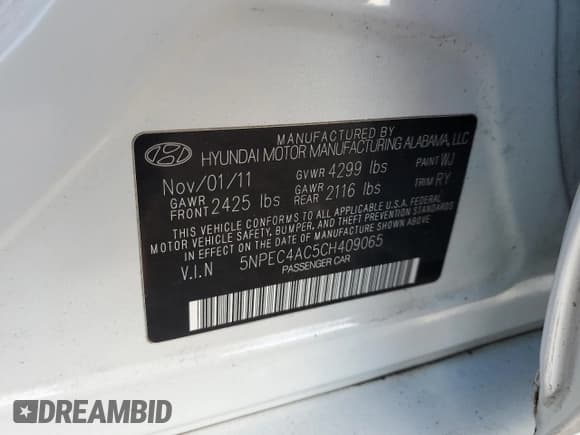 MANUFACTURED BY
HYUNDAI MOTOR MANUFACTURING ALABAMA, LLC
Nov/01/11 GVWR 4299 lbs PAINT WJ
GAWR FRONT 2425 lbs GAWR REAR 2116 lbs TRIM RY
THIS VEHICLE CONFORMS TO ALL APPLICABLE U.S.A. FEDERAL
MOTOR VEHICLE SAFETY, BUMPER, AND THEFT PREVENTION STANDARDS
IN EFFECT ON THE DATE OF MANUFACTURE SHOWN ABOVE.
V.I.N 5NPEC4AC5CH409065
PASSENGER CAR
DREAMBID